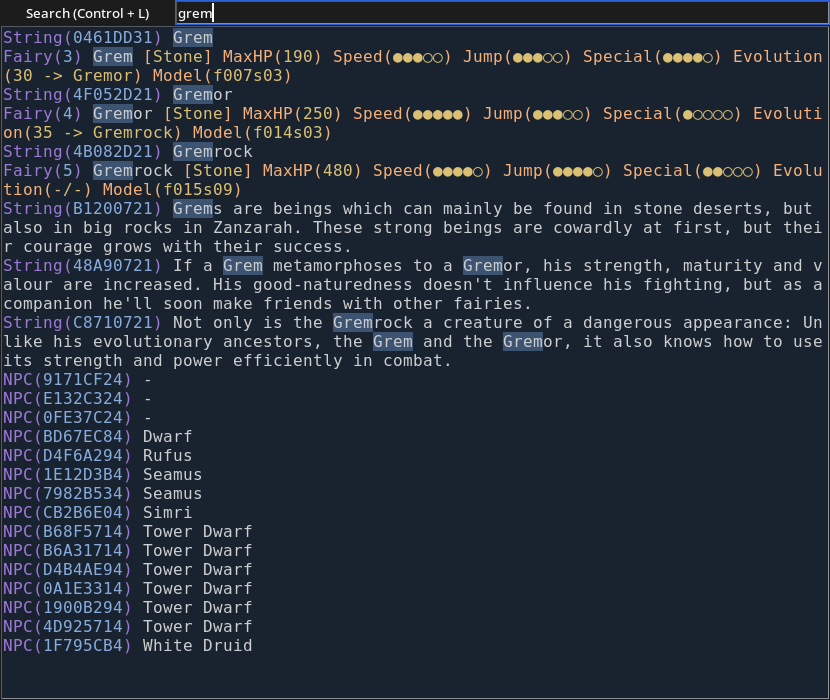 Search (Control + L) grem
String(0461DD31) Grem
Fairy(3) Grem [Stone] MaxHP(190) Speed(●●●○○) Jump(●●●○○) Special(●●●●○) Evolution
(30 -> Gremor) Model(f007s03)
String(4F052D21) Gremor
Fairy(4) Gremor [Stone] MaxHP(250) Speed(●●●●●) Jump(●●●○○) Special(●○○○○) Evoluti
on(35 -> Gremrock) Model(f014s03)
String(4B082D21) Gremrock
Fairy(5) Gremrock [Stone] MaxHP(480) Speed(●●●●○) Jump(●●●●○) Special(●●○○○) Evolu
tion(-/-) Model(f015s09)
String(B1200721) Grems are beings which can mainly be found in stone deserts, but
also in big rocks in Zanzarah. These strong beings are cowardly at first, but thei
r courage grows with their success.
String(48A90721) If a Grem metamorphoses to a Gremor, his strength, maturity and v
alour are increased. His good-naturedness doesn't influence his fighting, but as a
companion he'll soon make friends with other fairies.
String(C8710721) Not only is the Gremrock a creature of a dangerous appearance: Un
like his evolutionary ancestors, the Grem and the Gremor, it also knows how to use
its strength and power efficiently in combat.
NPC(9171CF24) -
NPC(E132C324) -
NPC(0FE37C24) -
NPC(BD67EC84) Dwarf
NPC(D4F6A294) Rufus
NPC(1E12D3B4) Seamus
NPC(7982B534) Seamus
NPC(CB2B6E04) Simri
NPC(B68F5714) Tower Dwarf
NPC(B6A31714) Tower Dwarf
NPC(D4B4AE94) Tower Dwarf
NPC(0A1E3314) Tower Dwarf
NPC(1900B294) Tower Dwarf
NPC(4D925714) Tower Dwarf
NPC(1F795CB4) White Druid